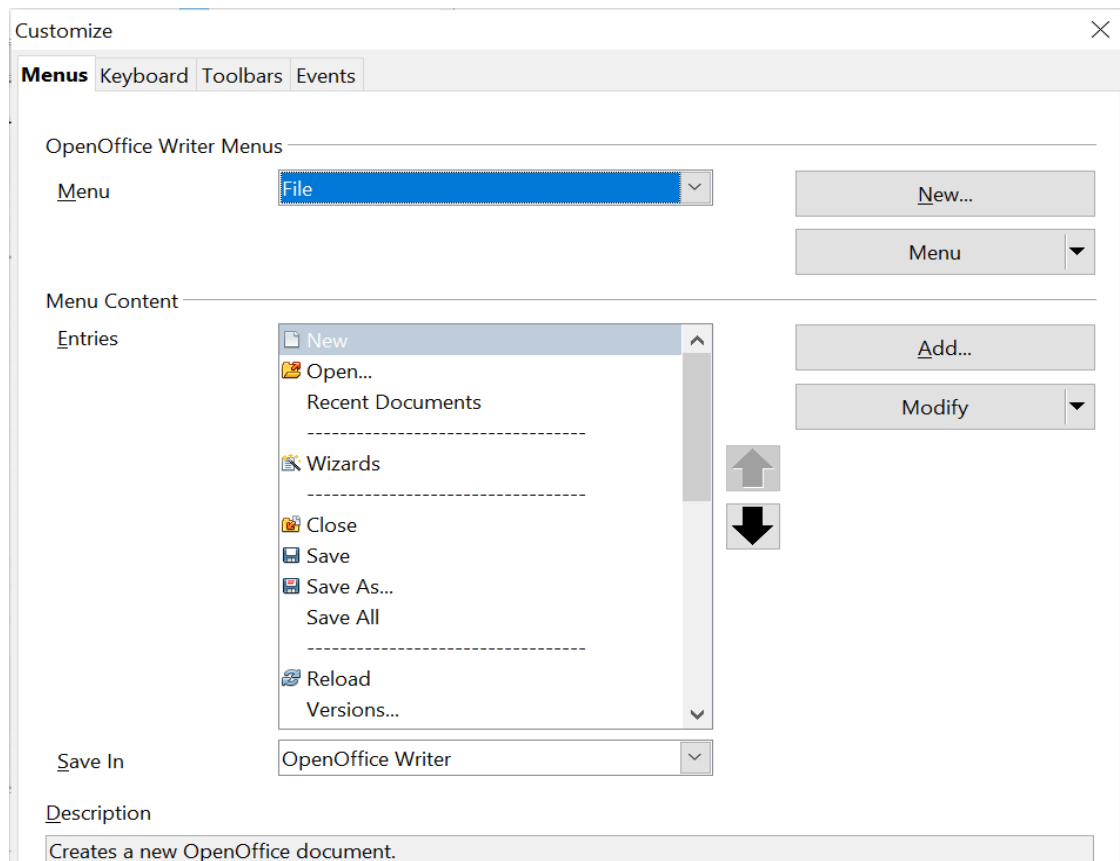 Customize
Menus Keyboard Toolbars Events
OpenOffice Writer Menus
Menu File New...
Menu
Menu Content
Entries New Add...
Open...
Recent Documents Modify
----------------------------------
Wizards
----------------------------------
Close
Save
Save As...
Save All
----------------------------------
Reload
Versions...
Save In OpenOffice Writer
Description
Creates a new OpenOffice document.